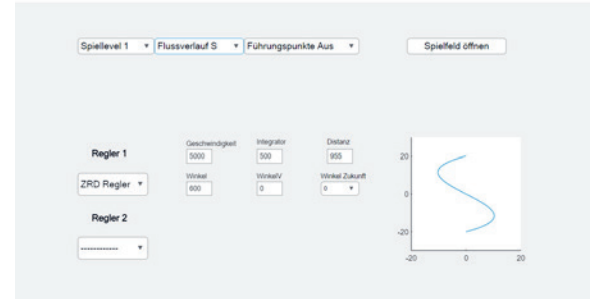 Spiellevel 1 Flussverlauf S Führungspunkte Aus Spielfeld öffnen
Regler 1
ZRD Regler
Regler 2
------------
Gescheindigkeit Integrator Distanz
5000 500 955
Winkel WinkelV Winkel Zukunft
600 0 0
20
0
-20
-20 0 20